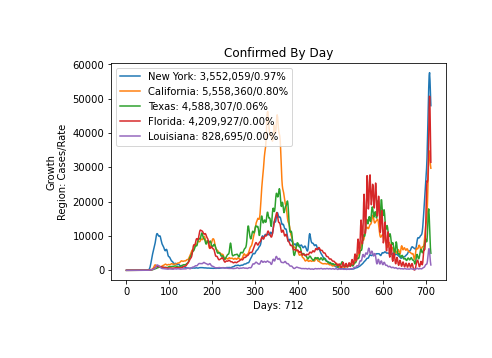 Confirmed By Day
60000
50000
40000
30000
20000
10000
0
Growth
Region: Cases/Rate
New York: 3,552,059/0.97%
California: 5,558,360/0.80%
Texas: 4,588,307/0.06%
Florida: 4,209,927/0.00%
Louisiana: 828,695/0.00%
0 100 200 300 400 500 600 700
Days: 712